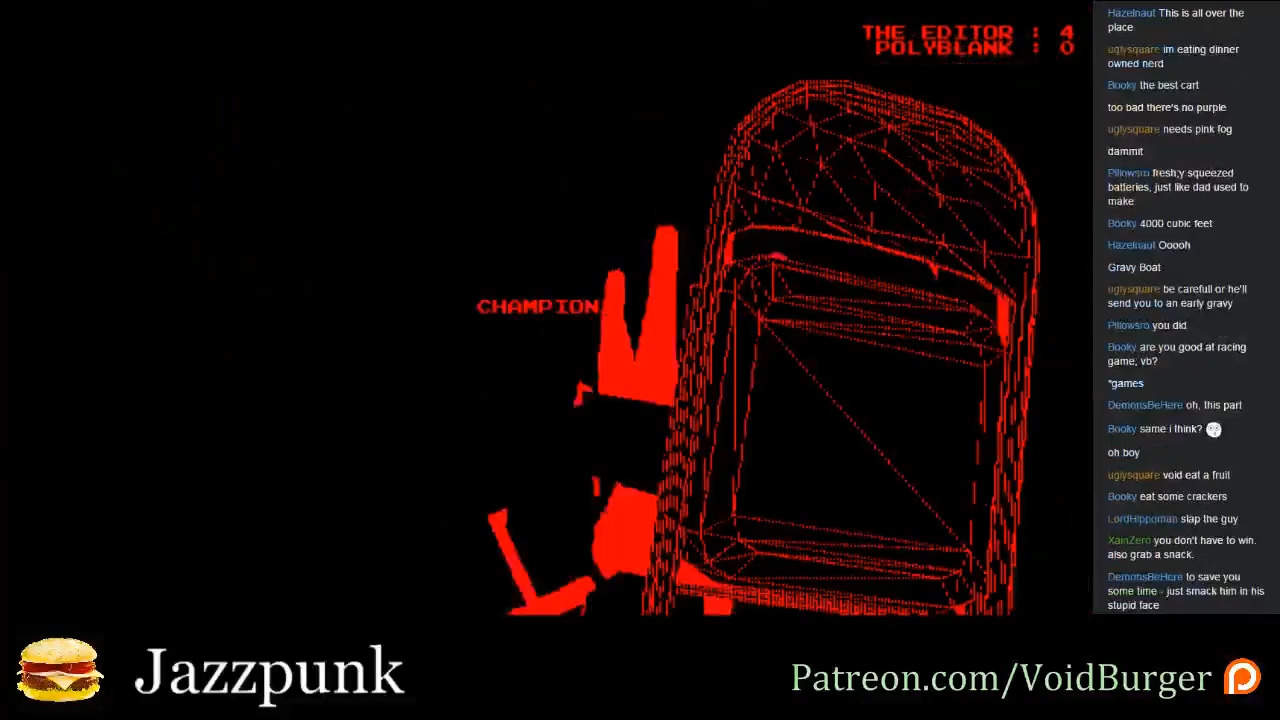 THE EDITOR : 4
POLYBLANK : 0
CHAMPION
Hazelnaut This is all over the
place
uglysquare im eating dinner
owned nerd
Booky the best cart
too bad there's no purple
uglysquare needs pink fog
dammit
Pillowsro fresh;y squeezed
batteries, just like dad used to
make
Booky 4000 cubic feet
Hazelnaut Ooooh
Gravy Boat
uglysquare be carefull or he'll
send you to an early gravy
Pillowsro you did
Booky are you good at racing
game, vb?
*games
DemonsBeHere oh, this part
Booky same i think?
oh boy
uglysquare void eat a fruit
Booky eat some crackers
LordHippoman slap the guy
XainZero you don't have to win.
also grab a snack.
DemonsBeHere to save you
some time - just smack him in his
stupid face
Jazzpunk
Patreon.com/VoidBurger